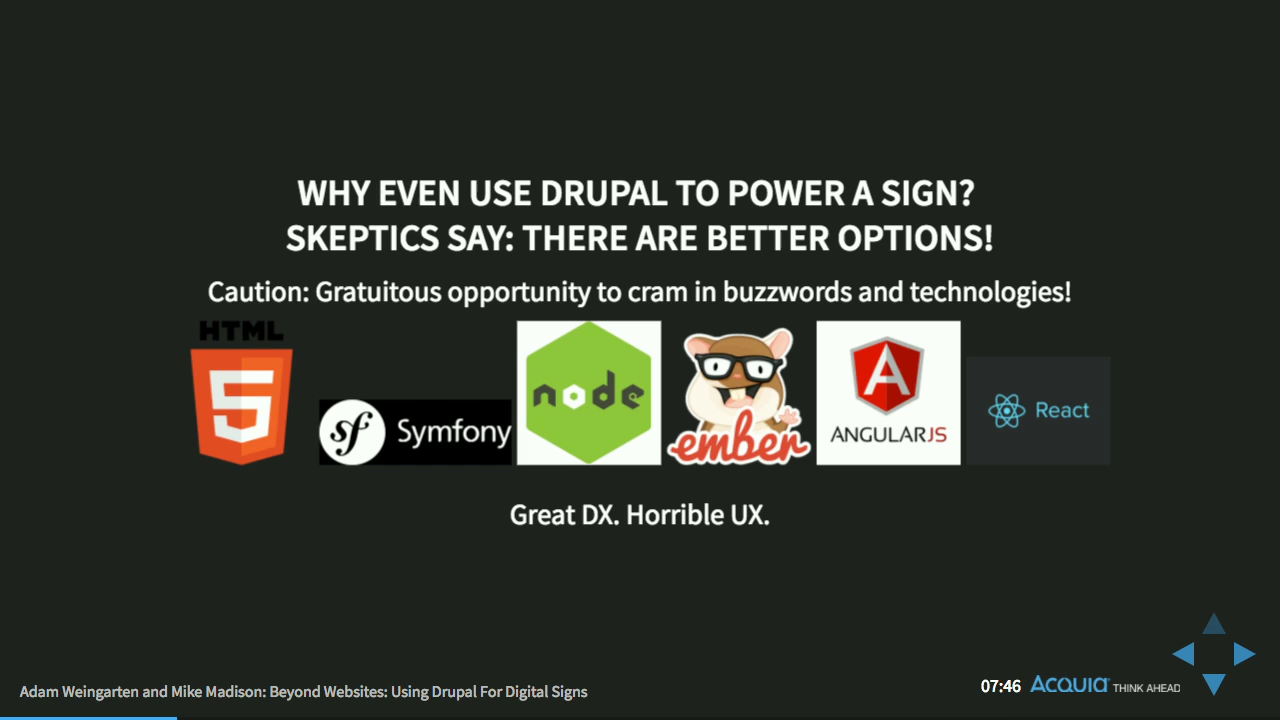 WHY EVEN USE DRUPAL TO POWER A SIGN?
SKEPTICS SAY: THERE ARE BETTER OPTIONS!
Caution: Gratuitous opportunity to cram in buzzwords and technologies!
HTML
5
sf Symfony
node
ember
A
ANGULARJS
React
Great DX. Horrible UX.
Adam Weingarten and Mike Madison: Beyond Websites: Using Drupal For Digital Signs
07:46 ACQUIA THINK AHEAD